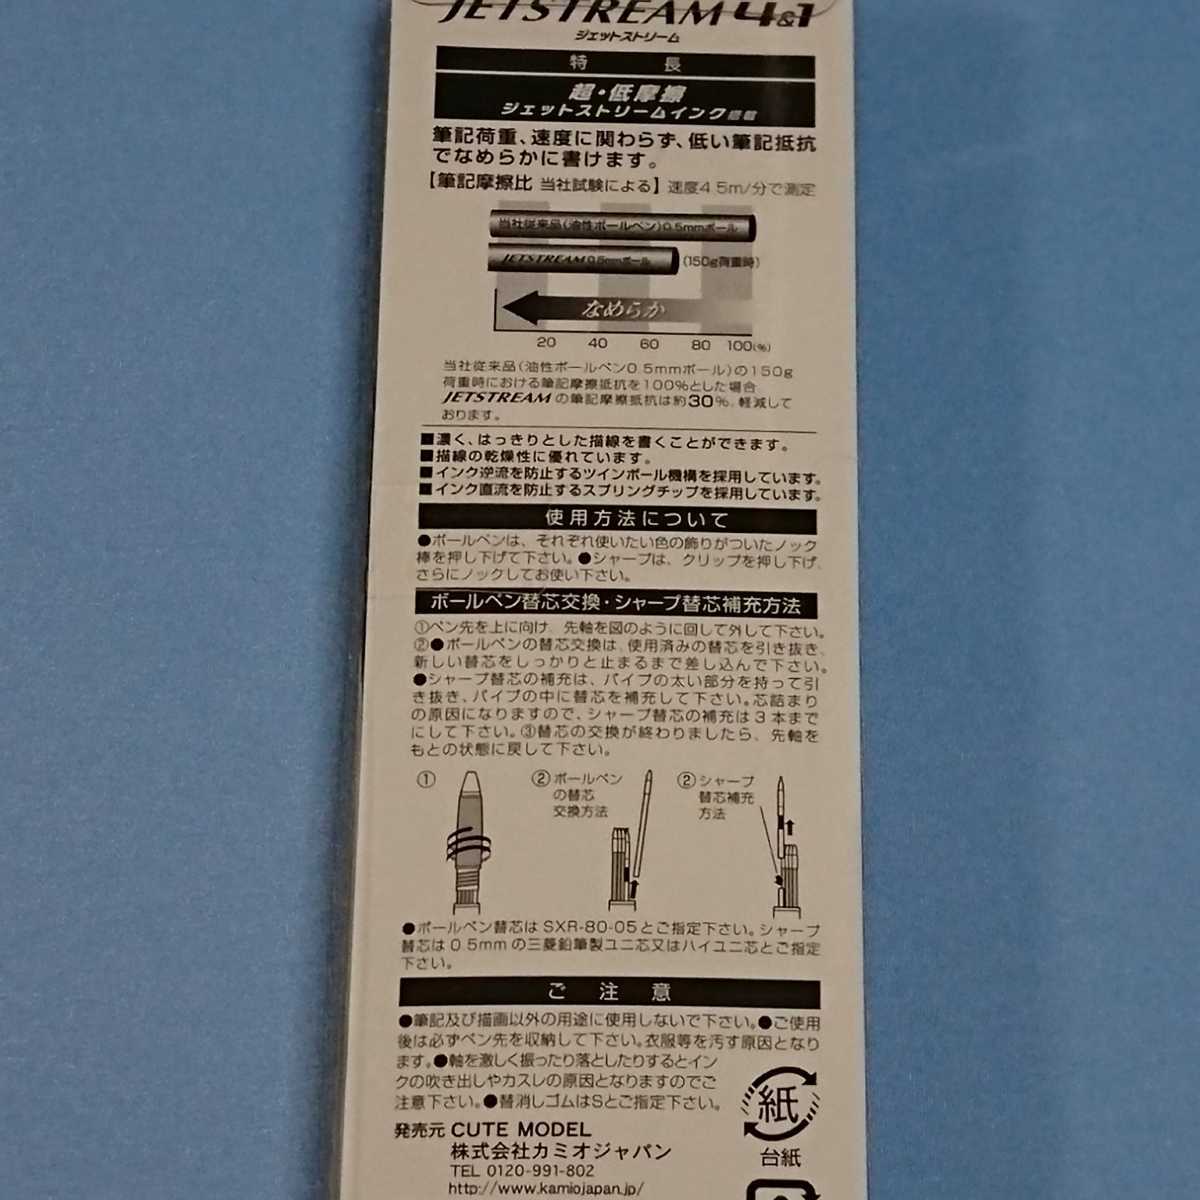 JETSTREAM 4&1
ジェットストリーム
特 長
超・低摩擦
ジェットストリームインク搭載
筆記荷重、速度に関わらず、低い筆記抵抗
でなめらかに書けます。
【筆記摩擦比 当社試験による】速度4.5m/分で測定
当社従来品(油性ボールペン)0.5mmボール
JETSTREAM 0.5mmボール (150g荷重時)
なめらか
20 40 60 80 100(%)
当社従来品(油性ボールペン0.5mmボール)の150g
荷重時における筆記摩擦抵抗を100%とした場合、
JETSTREAMの筆記摩擦抵抗は約30%、軽減して
おります。
■濃く、はっきりとした描線を書くことができます。
■描線の乾燥性に優れています。
■インク逆流を防止するツインボール機構を採用しています。
■インク直流を防止するスプリングチップを採用しています。
使用方法について
●ボールペンは、それぞれ使いたい色の飾りがついたノック
棒を押し下げて下さい。●シャープは、クリップを押し下げ、
さらにノックしてお使い下さい。
ボールペン替芯交換・シャープ替芯補充方法
①ペン先を上に向け、先軸を図のように回して外して下さい。
②●ボールペンの替芯交換は、使用済みの替芯を引き抜き、
新しい替芯をしっかりと止まるまで差し込んで下さい。
●シャープ替芯の補充は、パイプの太い部分を持って引
き抜き、パイプの中に替芯を補充して下さい。芯詰まり
の原因になりますので、シャープ替芯の補充は3本まで
にして下さい。③替芯の交換が終わりましたら、先軸を
もとの状態に戻して下さい。
①
②ボールペン
の替芯
交換方法
②シャープ
替芯補充
方法
●ボールペン替芯はSXR-80-05とご指定下さい。シャープ
替芯は0.5mmの三菱鉛筆製ユニ芯又はハイユニ芯とご指定
下さい。
ご 注 意
●筆記及び描画以外の用途に使用しないで下さい。●ご使用
後は必ずペン先を収納して下さい。衣服等を汚す原因となり
ます。●軸を激しく振ったり落としたりするとイン
クの吹き出しやカスレの原因となりますのでご
注意下さい。●替消しゴムはSとご指定下さい。
紙
台紙
発売元 CUTE MODEL
株式会社カミオジャパン
TEL 0120-991-802
http://www.kamiojapan.jp/